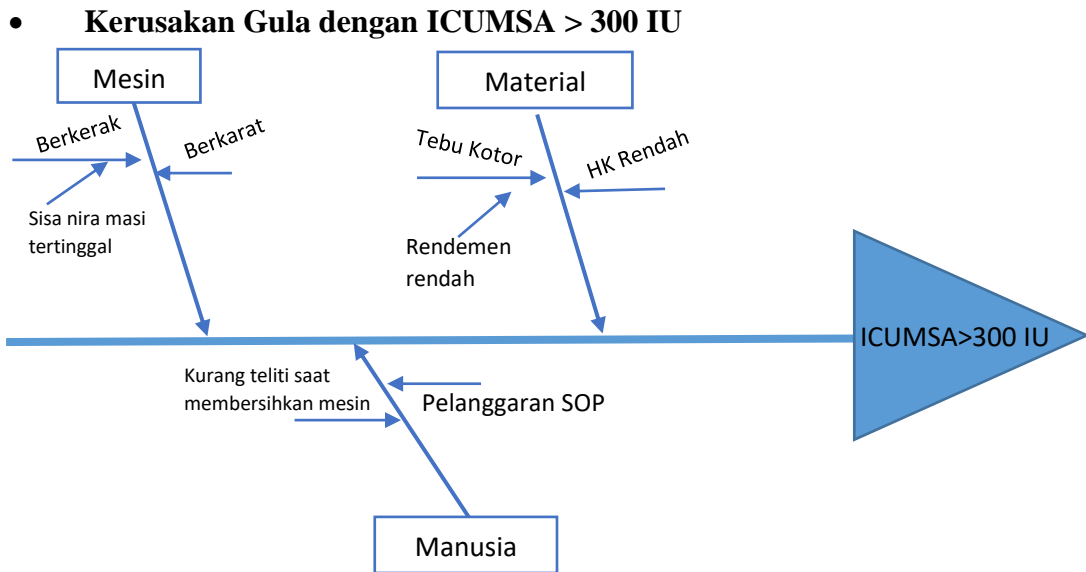 • Kerusakan Gula dengan ICUMSA > 300 IU
Mesin
Material
Berkerak
Berkarat
Tebu Kotor
HK Rendah
Sisa nira masi
tertinggal
Rendemen
rendah
ICUMSA>300 IU
Kurang teliti saat
membersihkan mesin
Pelanggaran SOP
Manusia